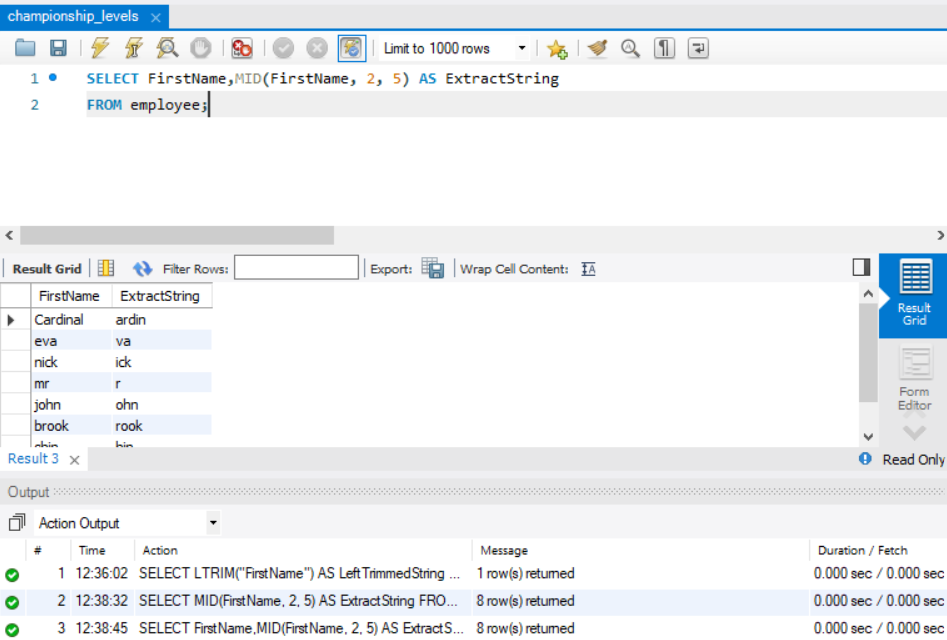 championship_levels
Limit to 1000 rows
1 SELECT FirstName,MID(FirstName, 2, 5) AS ExtractString
2 FROM employee;
Result Grid Filter Rows: Export: Wrap Cell Content:
FirstName ExtractString
Cardinal ardin
eva va
nick ick
mr r
john ohn
brook rook
Result
Grid
Form
Editor
Result 3 Read Only
Output
Action Output
# Time Action Message Duration / Fetch
1 12:36:02 SELECT LTRIM("FirstName") AS LeftTrimmedString ... 1 row(s) returned 0.000 sec / 0.000 sec
2 12:38:32 SELECT MID(FirstName, 2, 5) AS ExtractString FRO... 8 row(s) returned 0.000 sec / 0.000 sec
3 12:38:45 SELECT FirstName,MID(FirstName, 2, 5) AS ExtractS... 8 row(s) returned 0.000 sec / 0.000 sec